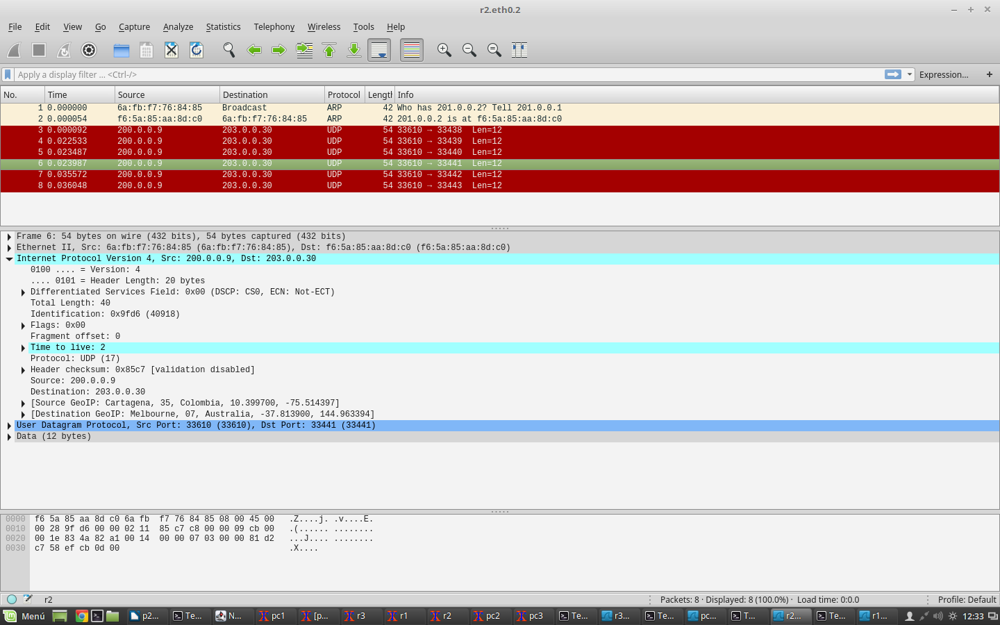 r2.eth0.2
File Edit View Go Capture Analyze Statistics Telephony Wireless Tools Help
Apply a display filter ... <Ctrl-/> Expression... +
No. Time Source Destination Protocol Length Info
1 0.000000 6a:fb:f7:76:84:85 Broadcast ARP 42 Who has 201.0.0.2? Tell 201.0.0.1
2 0.000054 f6:5a:85:aa:8d:c0 6a:fb:f7:76:84:85 ARP 42 201.0.0.2 is at f6:5a:85:aa:8d:c0
3 0.000092 200.0.0.9 203.0.0.30 UDP 54 33610 → 33438 Len=12
4 0.022533 200.0.0.9 203.0.0.30 UDP 54 33610 → 33439 Len=12
5 0.023487 200.0.0.9 203.0.0.30 UDP 54 33610 → 33440 Len=12
6 0.023987 200.0.0.9 203.0.0.30 UDP 54 33610 → 33441 Len=12
7 0.035572 200.0.0.9 203.0.0.30 UDP 54 33610 → 33442 Len=12
8 0.036048 200.0.0.9 203.0.0.30 UDP 54 33610 → 33443 Len=12
Frame 6: 54 bytes on wire (432 bits), 54 bytes captured (432 bits)
Ethernet II, Src: 6a:fb:f7:76:84:85 (6a:fb:f7:76:84:85), Dst: f6:5a:85:aa:8d:c0 (f6:5a:85:aa:8d:c0)
Internet Protocol Version 4, Src: 200.0.0.9, Dst: 203.0.0.30
0100 .... = Version: 4
.... 0101 = Header Length: 20 bytes
Differentiated Services Field: 0x00 (DSCP: CS0, ECN: Not-ECT)
Total Length: 40
Identification: 0x9fd6 (40918)
Flags: 0x00
Fragment offset: 0
Time to live: 2
Protocol: UDP (17)
Header checksum: 0x85c7 [validation disabled]
Source: 200.0.0.9
Destination: 203.0.0.30
[Source GeoIP: Cartagena, 35, Colombia, 10.399700, -75.514397]
[Destination GeoIP: Melbourne, 07, Australia, -37.813900, 144.963394]
User Datagram Protocol, Src Port: 33610 (33610), Dst Port: 33441 (33441)
Data (12 bytes)
0000 f6 5a 85 aa 8d c0 6a fb f7 76 84 85 08 00 45 00 .Z....j. .v....E.
0010 00 28 9f d6 00 00 02 11 85 c7 c8 00 00 09 cb 00 .(...... ........
0020 00 1e 83 4a 82 a1 00 14 00 00 07 03 00 00 81 d2 ...J.... ........
0030 c7 58 ef cb 0d 00 .X....
r2 Packets: 8 · Displayed: 8 (100.0%) · Load time: 0:0.0 Profile: Default
Menú p2... Te... N... pc1 [p... r3 r1 r2 pc2 pc3 Te... r3... Te... pc... T... r2... Te... r1... 12:33